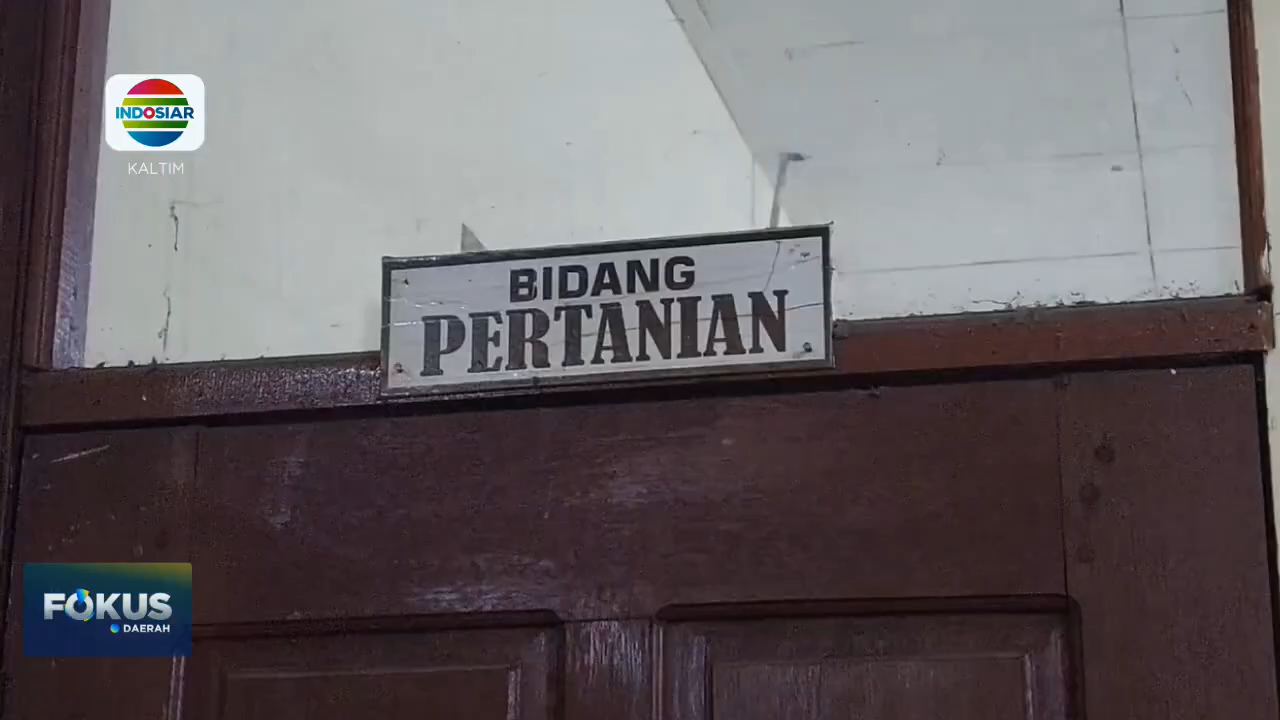 INDOSIAR
KALTIM
BIDANG
PERTANIAN
FOKUS
DAERAH